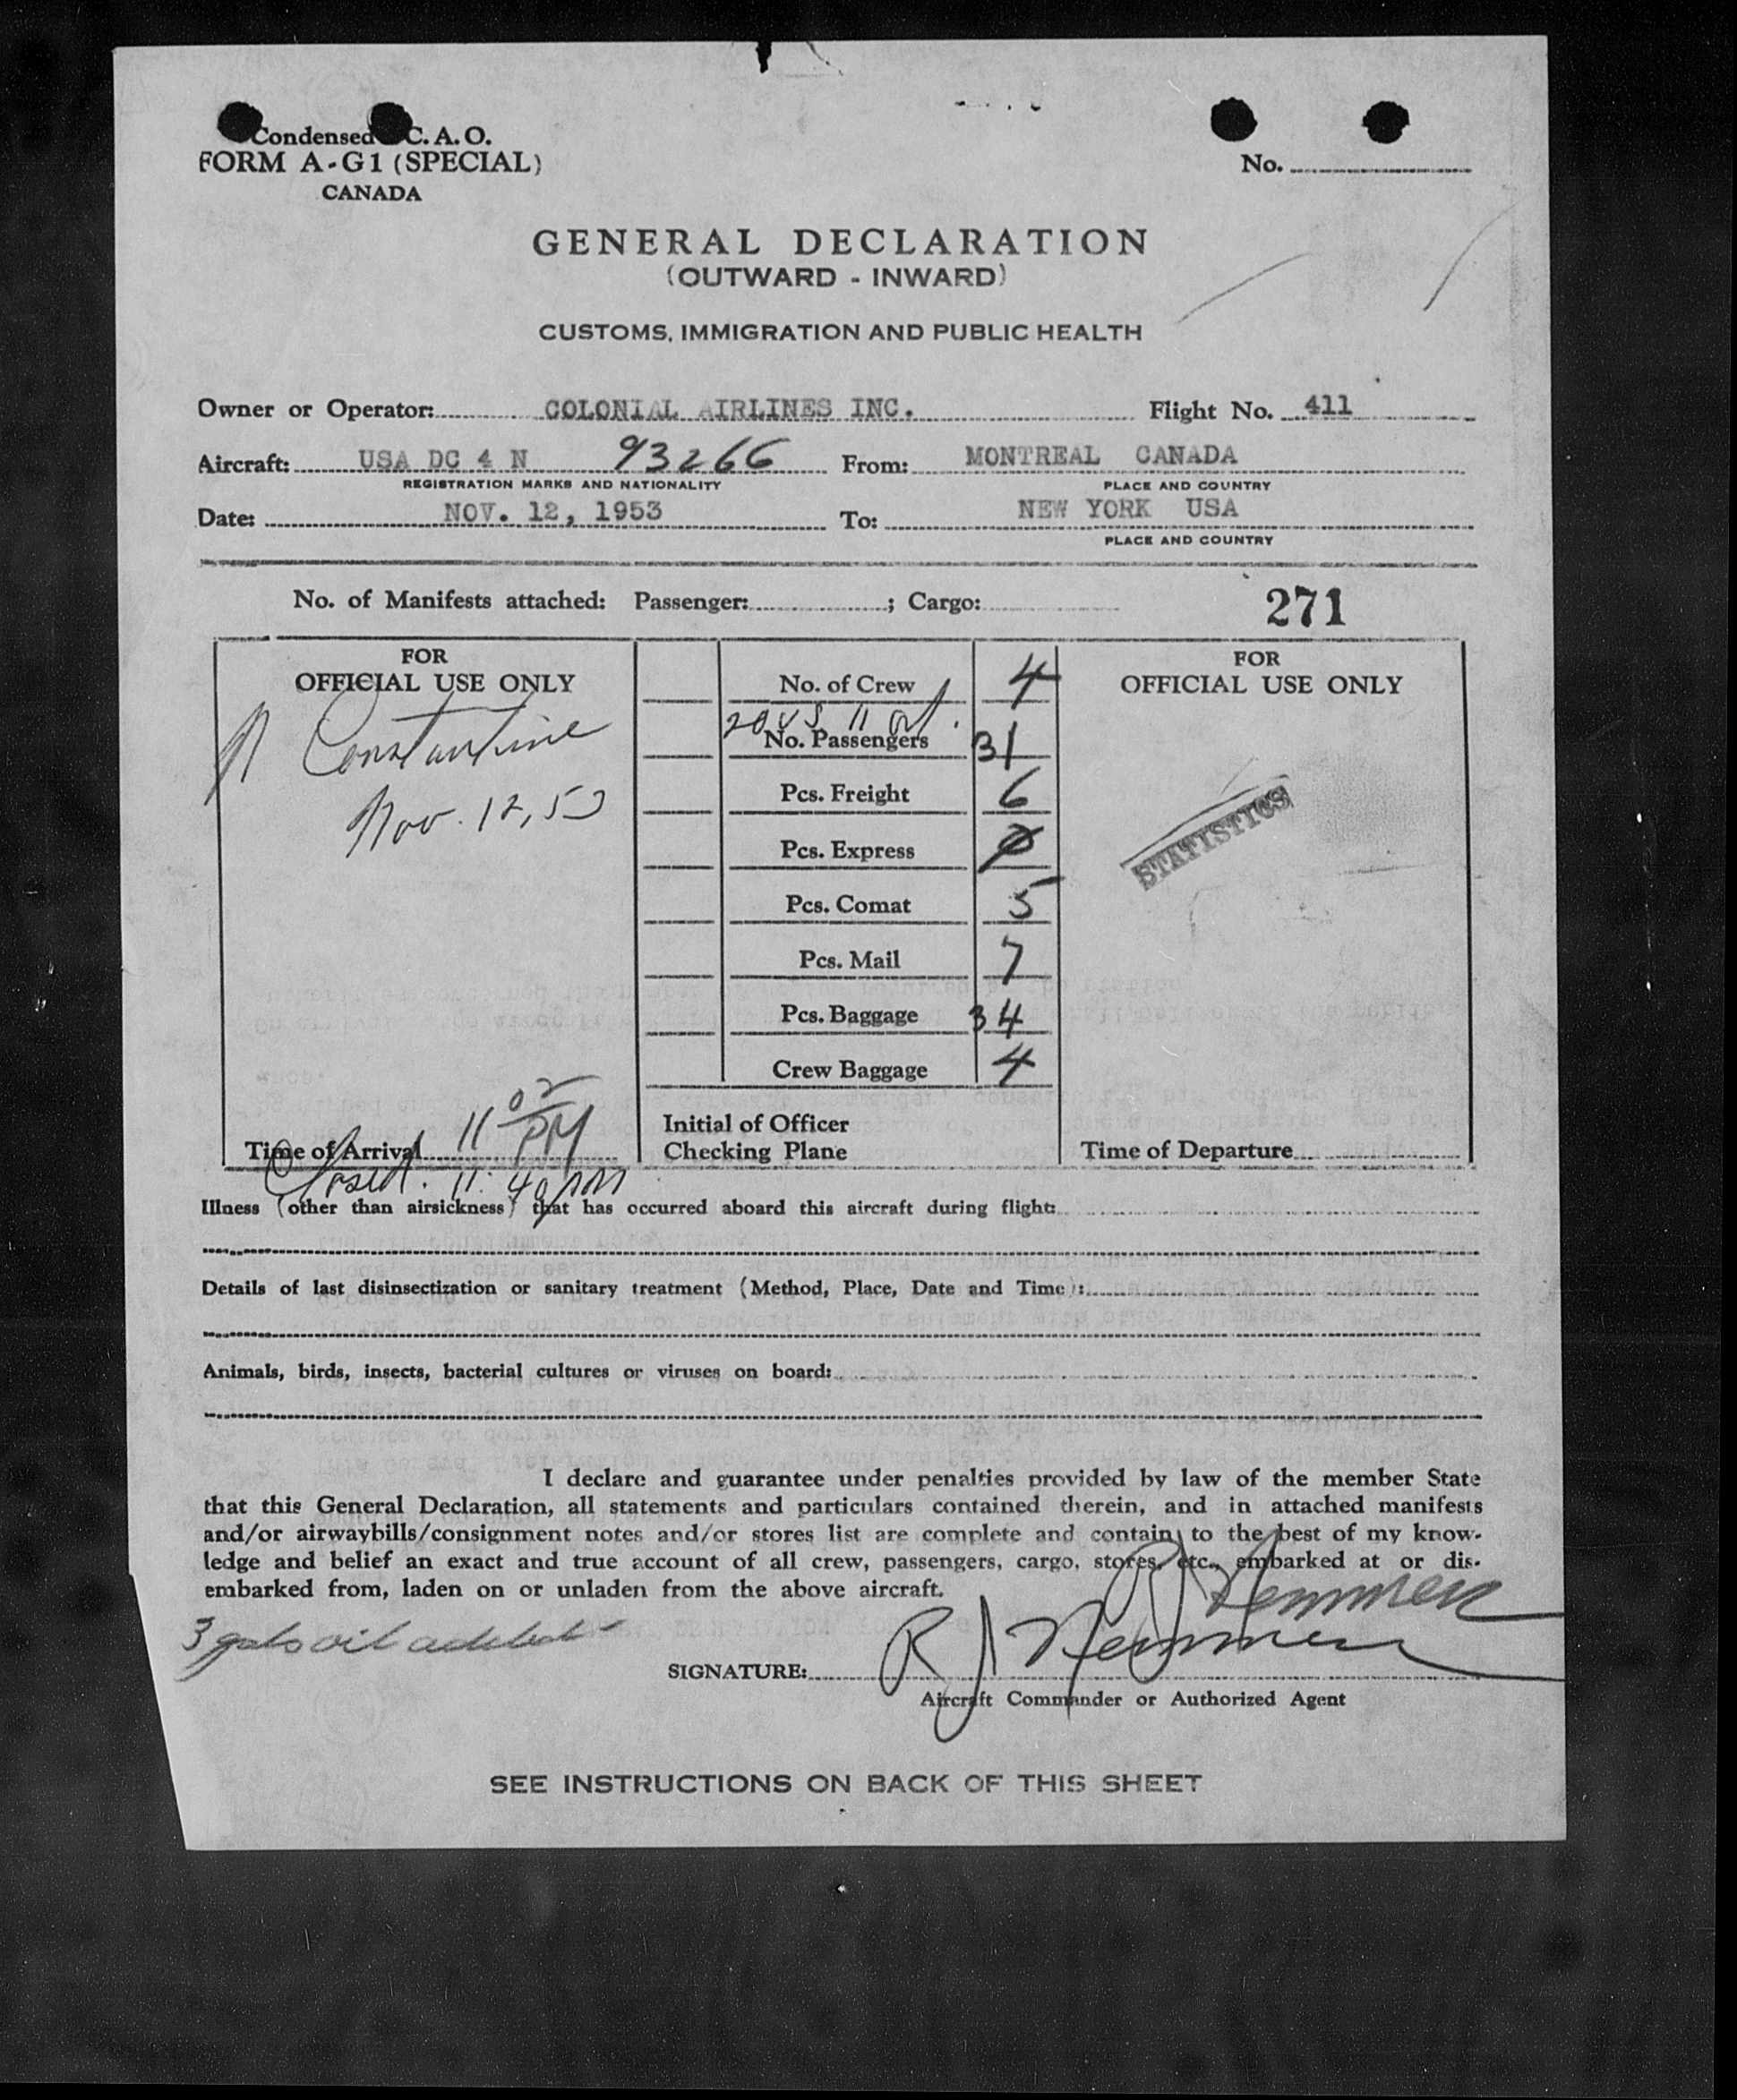 Condensed C. A. O.
FORM A-G1 (SPECIAL)
CANADA
No.
GENERAL DECLARATION
(OUTWARD - INWARD)
CUSTOMS, IMMIGRATION AND PUBLIC HEALTH
Owner or Operator: COLONIAL AIRLINES INC. Flight No. 411
Aircraft: USA DC 4 N 93266 From: MONTREAL CANADA
REGISTRATION MARKS AND NATIONALITY PLACE AND COUNTRY
Date: NOV. 12, 1953 To: NEW YORK USA
PLACE AND COUNTRY
No. of Manifests attached: Passenger: ; Cargo: 271
FOR
OFFICIAL USE ONLY
Constantine
Nov. 12, 53
Time of Arrival 11 02 PM
Closed. 11:40 PM
No. of Crew 4
20 US 11
No. Passengers 31
Pcs. Freight 6
Pcs. Express 0
Pcs. Comat 5
Pcs. Mail 7
Pcs. Baggage 34
Crew Baggage 4
Initial of Officer
Checking Plane
FOR
OFFICIAL USE ONLY
STATISTICS
Time of Departure
Illness (other than airsickness) that has occurred aboard this aircraft during flight:
Details of last disinsectization or sanitary treatment (Method, Place, Date and Time):
Animals, birds, insects, bacterial cultures or viruses on board:
I declare and guarantee under penalties provided by law of the member State
that this General Declaration, all statements and particulars contained therein, and in attached manifests
and/or airwaybills/consignment notes and/or stores list are complete and contain to the best of my know-
ledge and belief an exact and true account of all crew, passengers, cargo, stores, etc., embarked at or dis-
embarked from, laden on or unladen from the above aircraft.
3 gals oil added
SIGNATURE: R J
Aircraft Commander or Authorized Agent
SEE INSTRUCTIONS ON BACK OF THIS SHEET